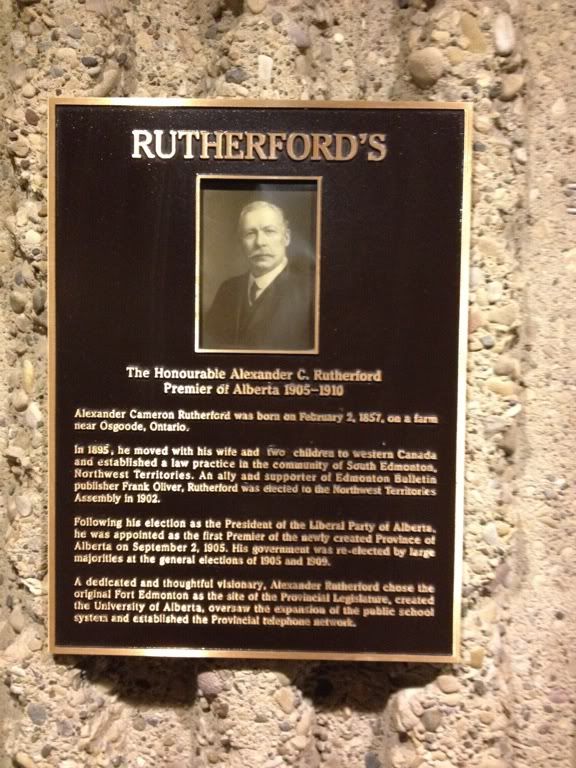 RUTHERFORD'S
The Honourable Alexander C. Rutherford
Premier of Alberta 1905–1910
Alexander Cameron Rutherford was born on February 2, 1857, on a farm
near Osgoode, Ontario.
In 1895, he moved with his wife and two children to western Canada
and established a law practice in the community of South Edmonton,
Northwest Territories. An ally and supporter of Edmonton Bulletin
publisher Frank Oliver, Rutherford was elected to the Northwest Territories
Assembly in 1902.
Following his election as the President of the Liberal Party of Alberta,
he was appointed as the first Premier of the newly created Province of
Alberta on September 2, 1905. His government was re-elected by large
majorities at the general elections of 1905 and 1909.
A dedicated and thoughtful visionary, Alexander Rutherford chose the
original Fort Edmonton as the site of the Provincial Legislature, created
the University of Alberta, oversaw the expansion of the public school
system and established the Provincial telephone network.